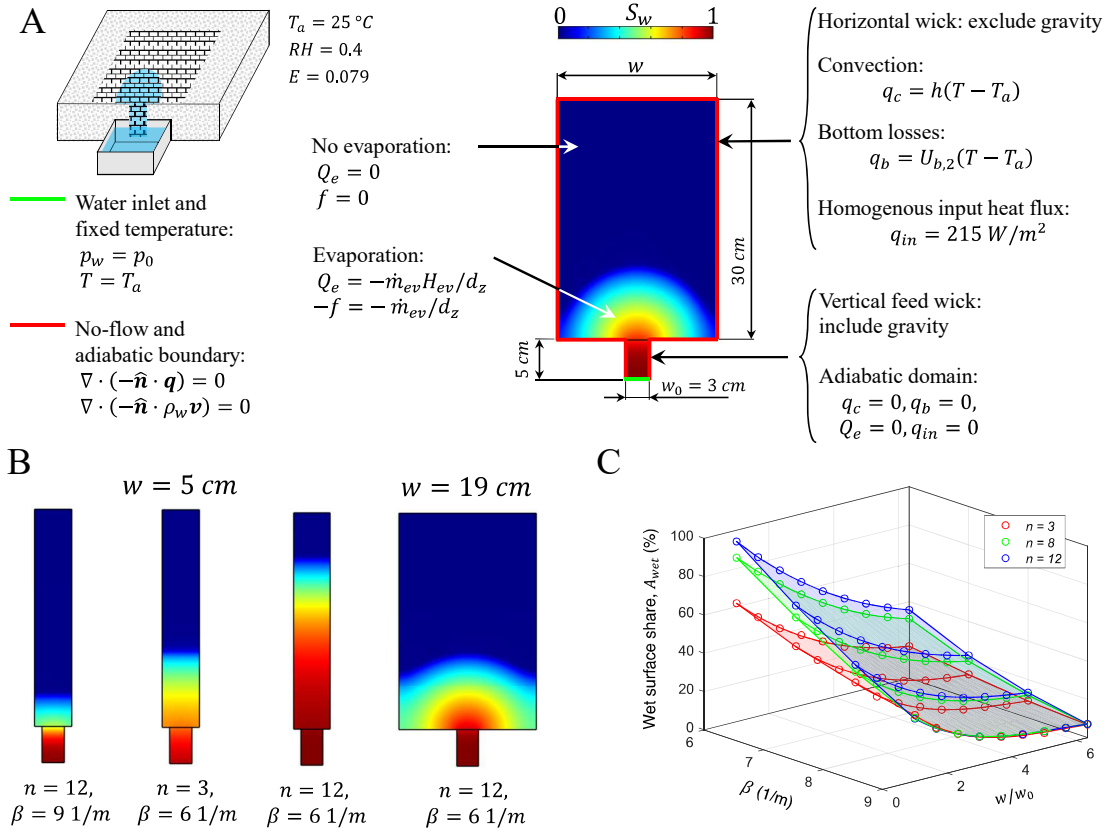 A
T_a = 25 °C
RH = 0.4
E = 0.079
Water inlet and
fixed temperature:
p_w = p_0
T = T_a
No-flow and
adiabatic boundary:
∇ · (−n̂ · q) = 0
∇ · (−n̂ · ρ_w v) = 0
No evaporation:
Q_e = 0
f = 0
Evaporation:
Q_e = −ṁ_ev H_ev/d_z
−f = − ṁ_ev/d_z
0 S_w 1
w
30 cm
5 cm
w_0 = 3 cm
Horizontal wick: exclude gravity
Convection:
q_c = h(T − T_a)
Bottom losses:
q_b = U_b,2(T − T_a)
Homogenous input heat flux:
q_in = 215 W/m²
Vertical feed wick:
include gravity
Adiabatic domain:
q_c = 0, q_b = 0,
Q_e = 0, q_in = 0
B
w = 5 cm
w = 19 cm
n = 12,
β = 9 1/m
n = 3,
β = 6 1/m
n = 12,
β = 6 1/m
n = 12,
β = 6 1/m
C
Wet surface share, A_wet (%)
100
80
60
40
20
0
6
7
8
9
β (1/m)
0
2
4
6
w/w_0
n = 3
n = 8
n = 12